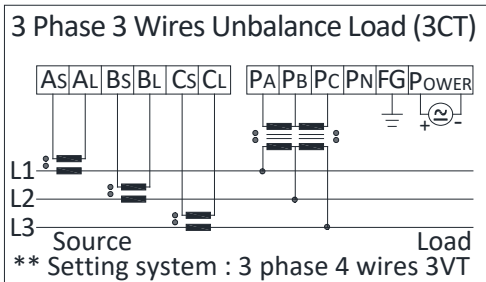 3 Phase 3 Wires Unbalance Load (3CT)
AS AL BS BL CS CL PA PB PC PN FG POWER
+ -
L1
L2
L3
Source Load
** Setting system : 3 phase 4 wires 3VT